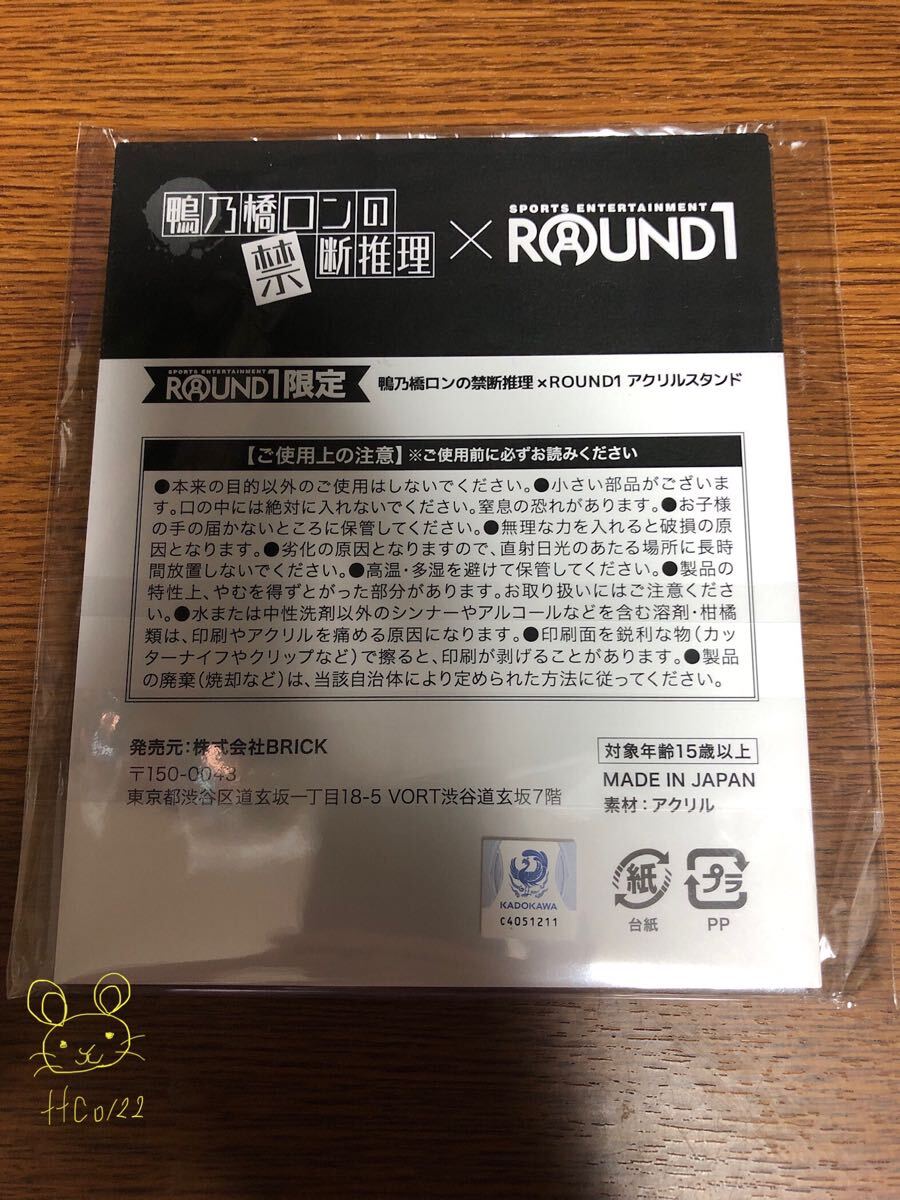 鴨乃橋ロンの
禁断推理
×
SPORTS ENTERTAINMENT
ROUND1
SPORTS ENTERTAINMENT
ROUND1限定
鴨乃橋ロンの禁断推理×ROUND1 アクリルスタンド
【ご使用上の注意】※ご使用前に必ずお読みください
●本来の目的以外のご使用はしないでください。●小さい部品がございま
す。口の中には絶対に入れないでください。窒息の恐れがあります。●お子様
の手の届かないところに保管してください。●無理な力を入れると破損の原
因となります。●劣化の原因となりますので、直射日光のあたる場所に長時
間放置しないでください。●高温・多湿を避けて保管してください。●製品の
特性上、やむを得ずとがった部分があります。お取り扱いにはご注意くださ
い。●水または中性洗剤以外のシンナーやアルコールなどを含む溶剤・柑橘
類は、印刷やアクリルを痛める原因になります。●印刷面を鋭利な物(カッ
ターナイフやクリップなど)で擦ると、印刷が剥げることがあります。●製品
の廃棄(焼却など)は、当該自治体により定められた方法に従ってください。
発売元:株式会社BRICK
〒150-0043
東京都渋谷区道玄坂一丁目18-5 VORT渋谷道玄坂7階
対象年齢15歳以上
MADE IN JAPAN
素材:アクリル
KADOKAWA
C4051211
紙
台紙
プラ
PP
HCo122